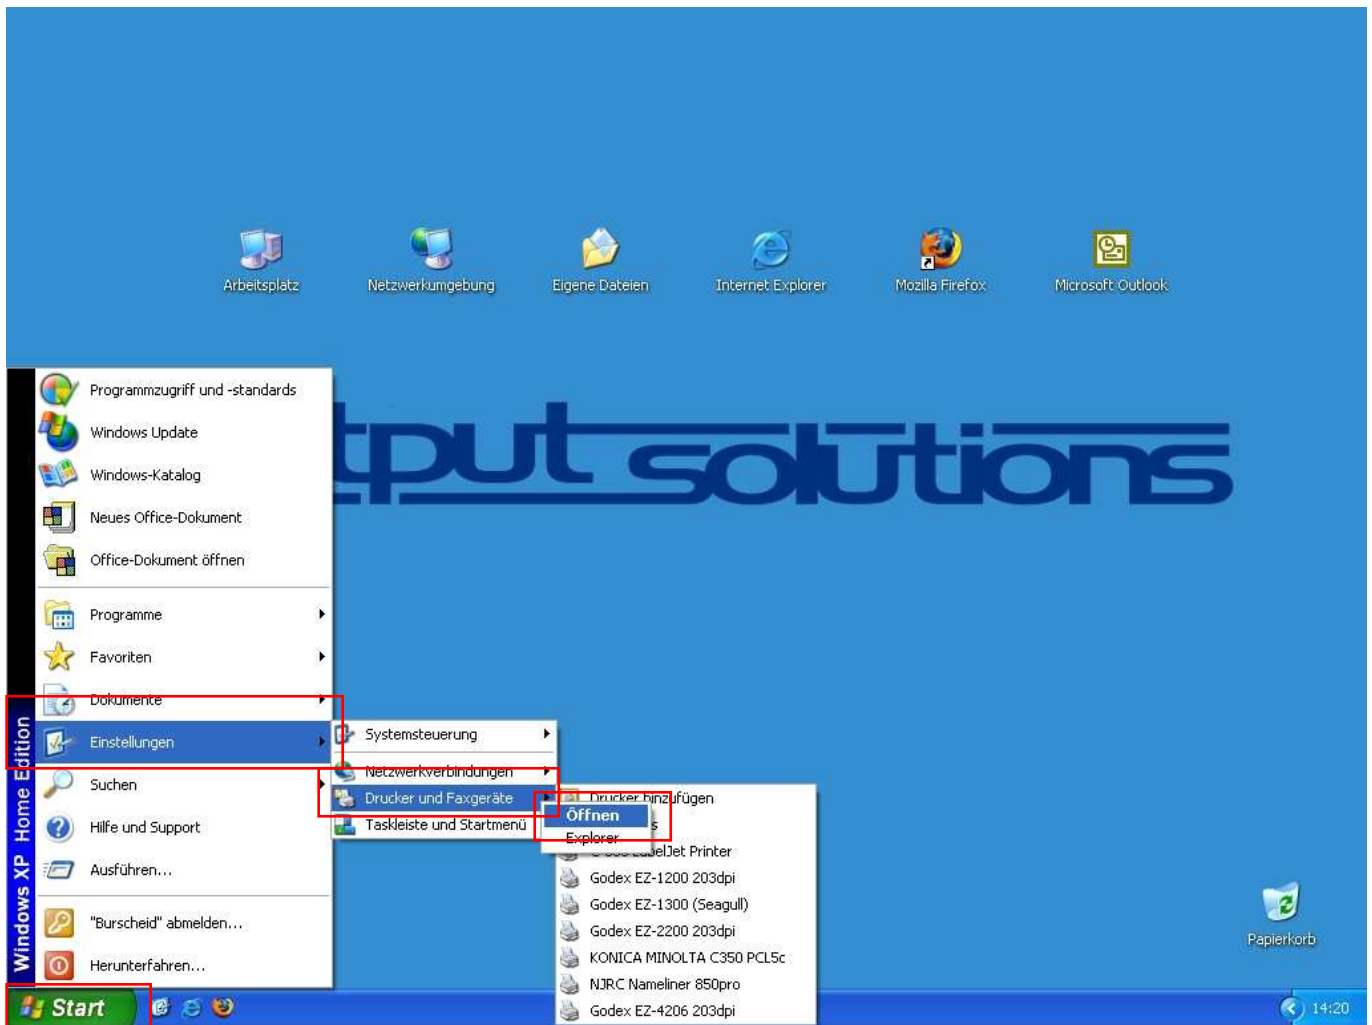 Arbeitsplatz
Netzwerkumgebung
Eigene Dateien
Internet Explorer
Mozilla Firefox
Microsoft Outlook
tput solutions
Programmzugriff und -standards
Windows Update
Windows-Katalog
Neues Office-Dokument
Office-Dokument öffnen
Programme
Favoriten
Dokumente
Einstellungen
Suchen
Hilfe und Support
Ausführen...
"Burscheid" abmelden...
Herunterfahren...
Windows XP Home Edition
Systemsteuerung
Netzwerkverbindungen
Drucker und Faxgeräte
Taskleiste und Startmenü
Drucker hinzufügen
Öffnen
Explorer
LabelJet Printer
Godex EZ-1200 203dpi
Godex EZ-1300 (Seagull)
Godex EZ-2200 203dpi
KONICA MINOLTA C350 PCL5c
NJRC Nameliner 850pro
Godex EZ-4206 203dpi
Papierkorb
Start
14:20